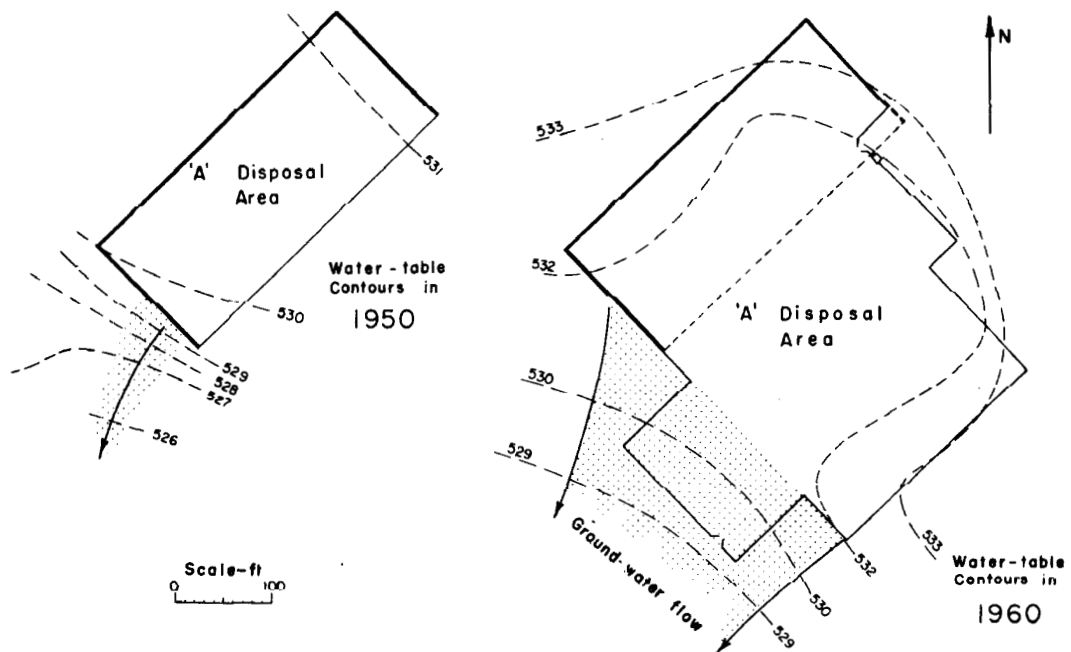 531
'A' Disposal
Area
Water-table
Contours in
1950
530
529
528
527
526
Scale-ft
0 100
N
533
532
'A' Disposal
Area
530
529
Ground-water flow
532
533
530
529
Water-table
Contours in
1960